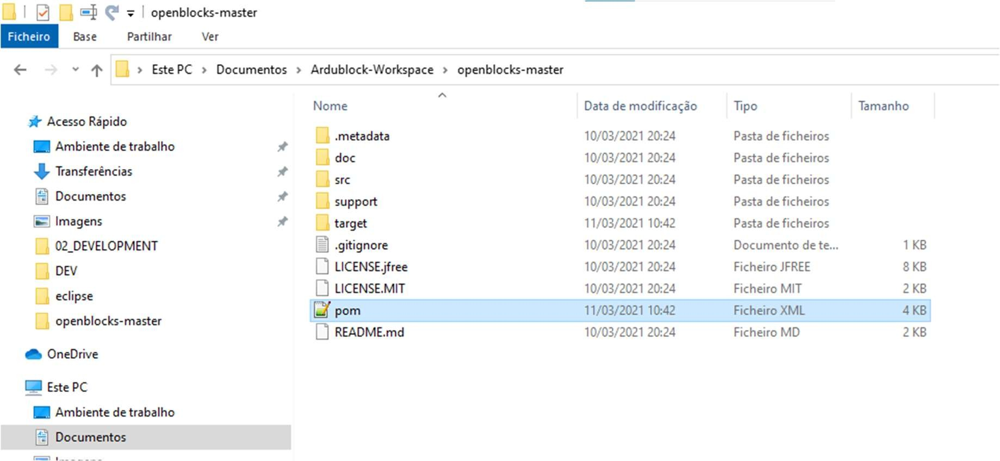 openblocks-master
Ficheiro Base Partilhar Ver
Este PC Documentos Ardublock-Workspace openblocks-master
Acesso Rápido
Ambiente de trabalho
Transferências
Documentos
Imagens
02_DEVELOPMENT
DEV
eclipse
openblocks-master
OneDrive
Este PC
Ambiente de trabalho
Documentos
Imagens
Nome Data de modificação Tipo Tamanho
.metadata 10/03/2021 20:24 Pasta de ficheiros
doc 10/03/2021 20:24 Pasta de ficheiros
src 10/03/2021 20:24 Pasta de ficheiros
support 10/03/2021 20:24 Pasta de ficheiros
target 11/03/2021 10:42 Pasta de ficheiros
.gitignore 10/03/2021 20:24 Documento de te... 1 KB
LICENSE.jfree 10/03/2021 20:24 Ficheiro JFREE 8 KB
LICENSE.MIT 10/03/2021 20:24 Ficheiro MIT 2 KB
pom 11/03/2021 10:42 Ficheiro XML 4 KB
README.md 10/03/2021 20:24 Ficheiro MD 2 KB